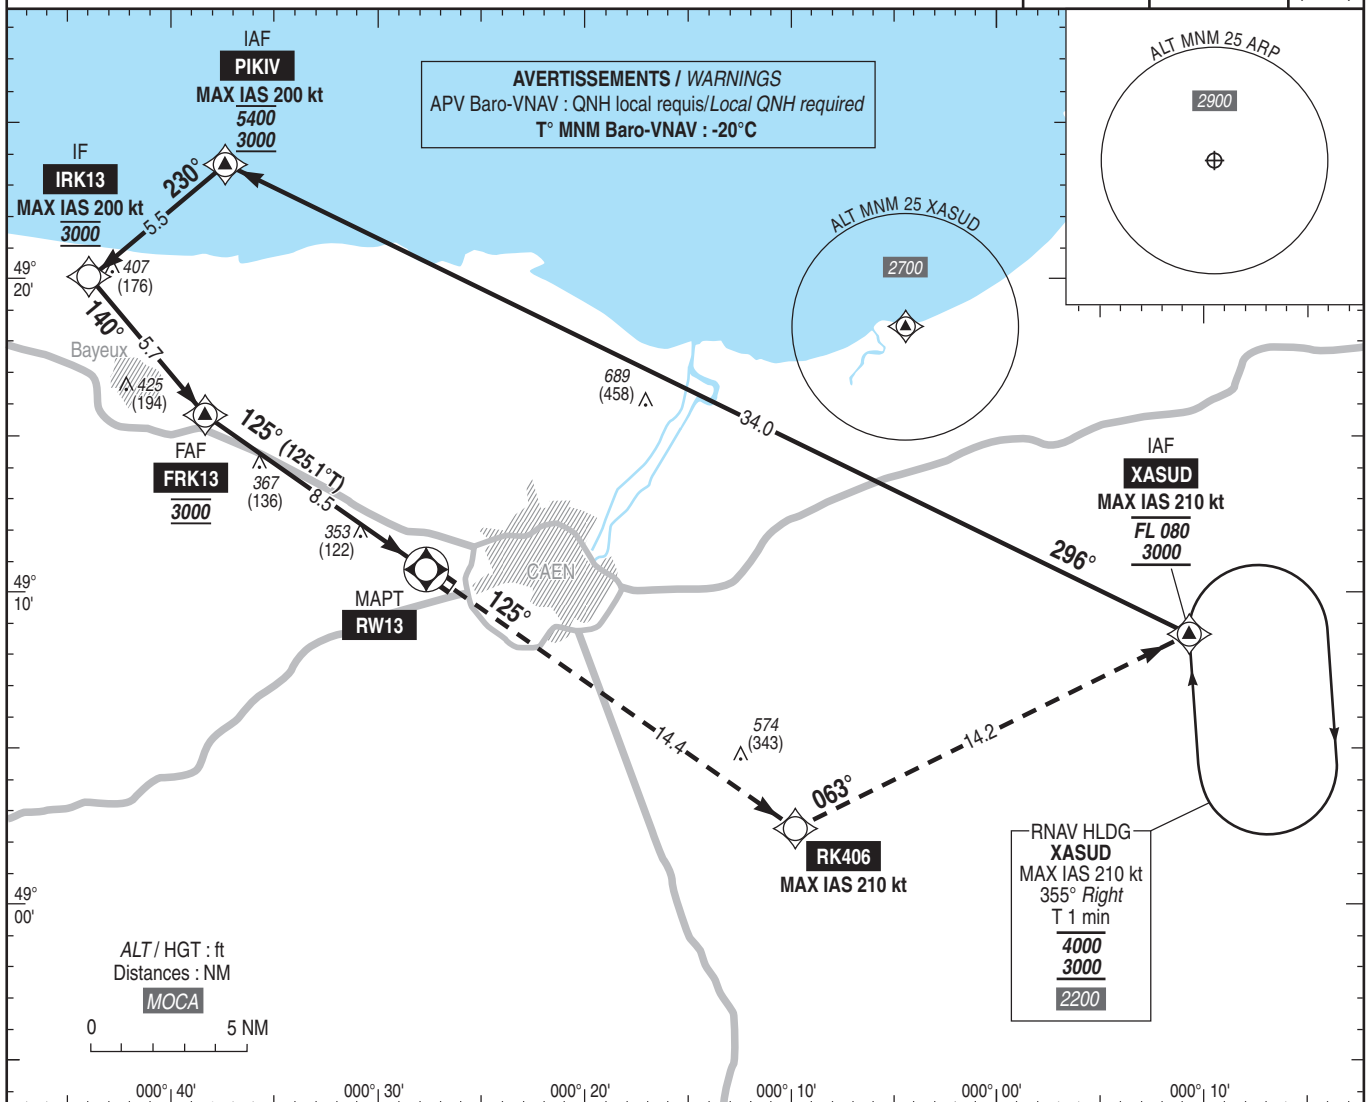 IAF
PIKIV
MAX IAS 200 kt
5400
3000
AVERTISSEMENTS / WARNINGS
APV Baro-VNAV : QNH local requis/Local QNH required
T° MNM Baro-VNAV : -20°C
ALT MNM 25 ARP
2900
IF
IRK13
MAX IAS 200 kt
3000
230°
5.5
ALT MNM 25 XASUD
2700
49°
20'
407
(176)
140°
5.7
Bayeux
425
(194)
689
(458)
34.0
FAF
FRK13
3000
125° (125.1°T)
8.5
367
(136)
353
(122)
IAF
XASUD
MAX IAS 210 kt
FL 080
3000
296°
CAEN
49°
10'
MAPT
RW13
125°
14.4
574
(343)
14.2
063°
RK406
MAX IAS 210 kt
RNAV HLDG
XASUD
MAX IAS 210 kt
355° Right
T 1 min
4000
3000
2200
49°
00'
ALT / HGT : ft
Distances : NM
MOCA
0 5 NM
000° 40' 000° 30' 000° 20' 000° 10' 000° 00' 000° 10'